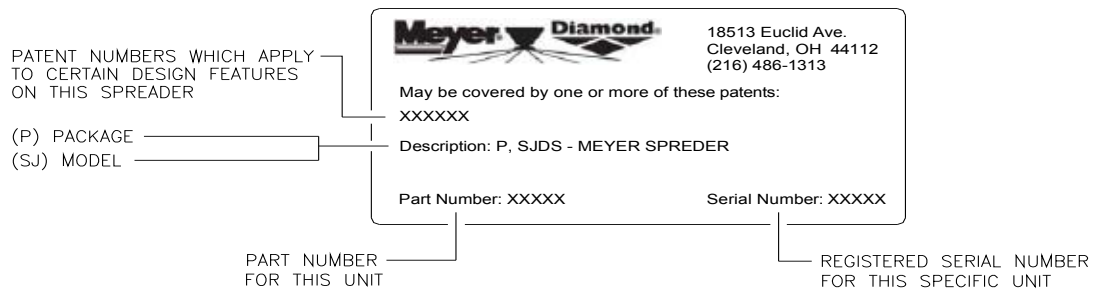 Meyer Diamond
18513 Euclid Ave.
Cleveland, OH 44112
(216) 486-1313
PATENT NUMBERS WHICH APPLY
TO CERTAIN DESIGN FEATURES
ON THIS SPREADER
May be covered by one or more of these patents:
XXXXXX
(P) PACKAGE
(SJ) MODEL
Description: P, SJDS - MEYER SPREDER
Part Number: XXXXX
Serial Number: XXXXX
PART NUMBER
FOR THIS UNIT
REGISTERED SERIAL NUMBER
FOR THIS SPECIFIC UNIT